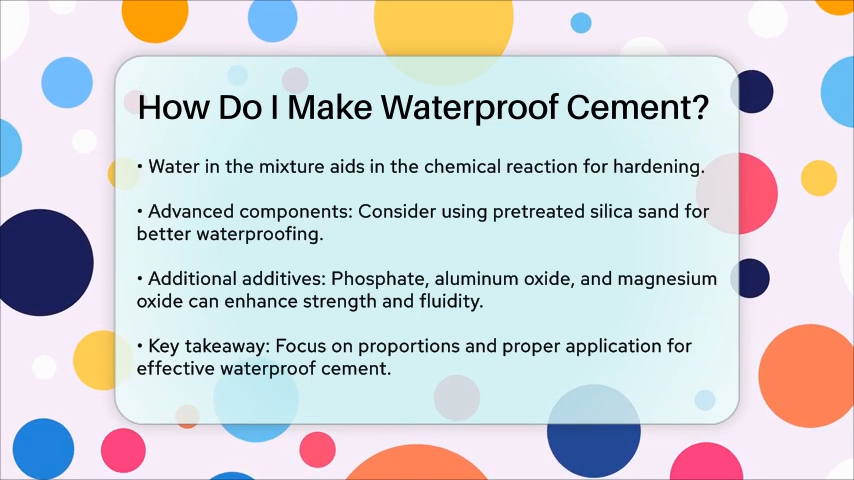 How Do I Make Waterproof Cement?
• Water in the mixture aids in the chemical reaction for hardening.
• Advanced components: Consider using pretreated silica sand for
better waterproofing.
• Additional additives: Phosphate, aluminum oxide, and magnesium
oxide can enhance strength and fluidity.
• Key takeaway: Focus on proportions and proper application for
effective waterproof cement.